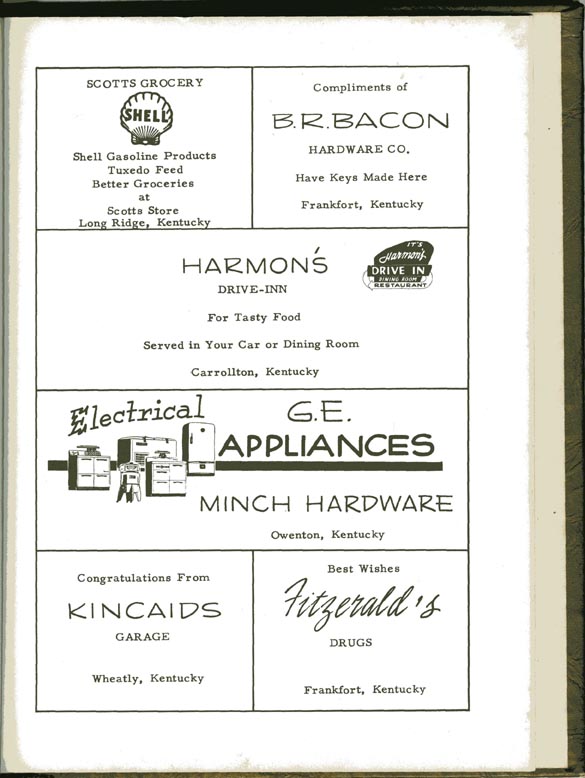 SCOTTS GROCERY
SHELL
Shell Gasoline Products
Tuxedo Feed
Better Groceries
at
Scotts Store
Long Ridge, Kentucky
Compliments of
B.R.BACON
HARDWARE CO.
Have Keys Made Here
Frankfort, Kentucky
HARMON'S
DRIVE-INN
For Tasty Food
Served in Your Car or Dining Room
Carrollton, Kentucky
IT'S
Harmon's
DRIVE IN
DINING ROOM
RESTAURANT
Electrical
G.E.
APPLIANCES
MINCH HARDWARE
Owenton, Kentucky
Congratulations From
KINCAIDS
GARAGE
Wheatly, Kentucky
Best Wishes
Fitzerald's
DRUGS
Frankfort, Kentucky